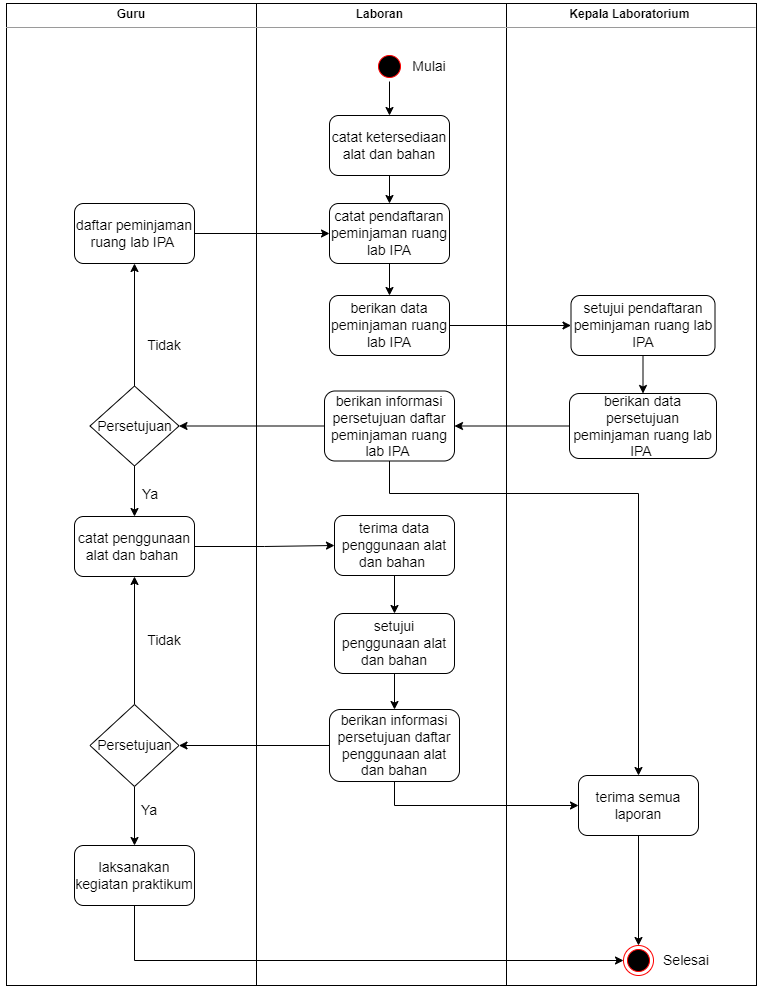 Guru
Laboran
Kepala Laboratorium
Mulai
catat ketersediaan
alat dan bahan
daftar peminjaman
ruang lab IPA
catat pendaftaran
peminjaman ruang
lab IPA
berikan data
peminjaman ruang
lab IPA
setujui pendaftaran
peminjaman ruang lab
IPA
Tidak
berikan data
persetujuan
peminjaman ruang lab
IPA
berikan informasi
persetujuan daftar
peminjaman ruang
lab IPA
Persetujuan
Ya
catat penggunaan
alat dan bahan
terima data
penggunaan alat
dan bahan
setujui
penggunaan alat
dan bahan
Tidak
berikan informasi
persetujuan daftar
penggunaan alat
dan bahan
Persetujuan
Ya
terima semua
laporan
laksanakan
kegiatan praktikum
Selesai